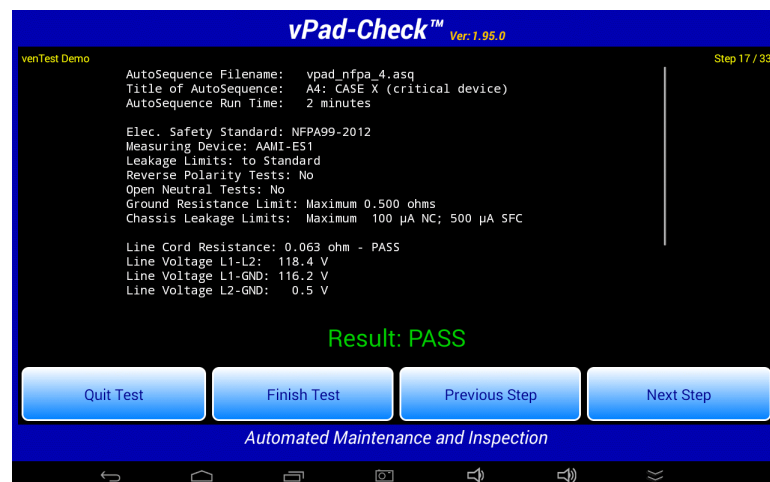 vPad-Check™ Ver: 1.95.0
venTest Demo
Step 17 / 33
AutoSequence Filename: vpad_nfpa_4.asq
Title of AutoSequence: A4: CASE X (critical device)
AutoSequence Run Time: 2 minutes
Elec. Safety Standard: NFPA99-2012
Measuring Device: AAMI-ES1
Leakage Limits: to Standard
Reverse Polarity Tests: No
Open Neutral Tests: No
Ground Resistance Limit: Maximum 0.500 ohms
Chassis Leakage Limits: Maximum 100 µA NC; 500 µA SFC
Line Cord Resistance: 0.063 ohm - PASS
Line Voltage L1-L2: 118.4 V
Line Voltage L1-GND: 116.2 V
Line Voltage L2-GND: 0.5 V
Result: PASS
Quit Test
Finish Test
Previous Step
Next Step
Automated Maintenance and Inspection